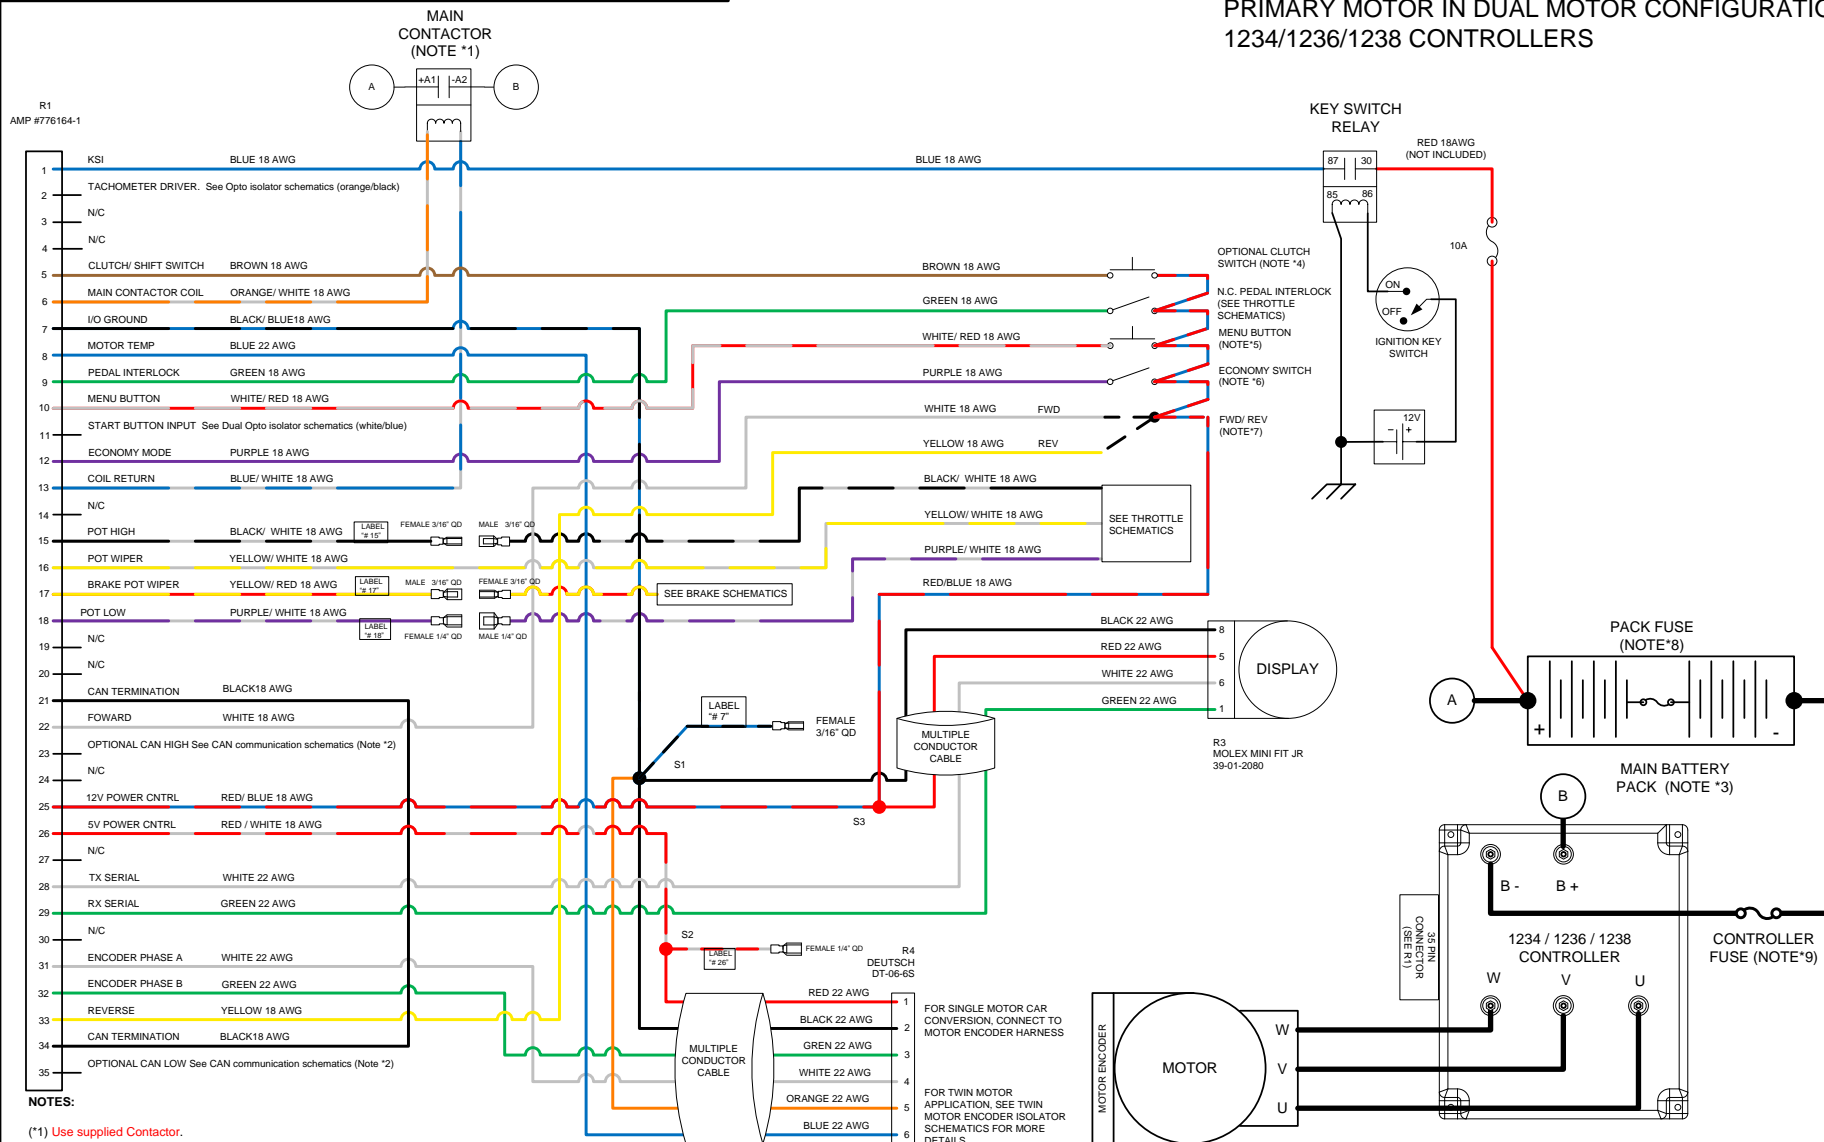 PRIMARY MOTOR IN DUAL MOTOR CONFIGURATIO
1234/1236/1238 CONTROLLERS
MAIN
CONTACTOR
(NOTE *1)
A
+A1
-A2
B
R1
AMP #776164-1
KEY SWITCH
RELAY
87
30
85
86
RED 18AWG
(NOT INCLUDED)
10A
ON
OFF
IGNITION KEY
SWITCH
12V
- +
1 KSI BLUE 18 AWG BLUE 18 AWG
2 TACHOMETER DRIVER. See Opto isolator schematics (orange/black)
3 N/C
4 N/C
5 CLUTCH/ SHIFT SWITCH BROWN 18 AWG BROWN 18 AWG
6 MAIN CONTACTOR COIL ORANGE/ WHITE 18 AWG
7 I/O GROUND BLACK/ BLUE18 AWG
8 MOTOR TEMP BLUE 22 AWG
9 PEDAL INTERLOCK GREEN 18 AWG GREEN 18 AWG
10 MENU BUTTON WHITE/ RED 18 AWG WHITE/ RED 18 AWG
11 START BUTTON INPUT See Dual Opto isolator schematics (white/blue)
12 ECONOMY MODE PURPLE 18 AWG PURPLE 18 AWG
13 COIL RETURN BLUE/ WHITE 18 AWG
14 N/C
15 POT HIGH BLACK/ WHITE 18 AWG LABEL "# 15" FEMALE 3/16" QD MALE 3/16" QD
16 POT WIPER YELLOW/ WHITE 18 AWG
17 BRAKE POT WIPER YELLOW/ RED 18 AWG LABEL "# 17" MALE 3/16" QD FEMALE 3/16" QD SEE BRAKE SCHEMATICS
18 POT LOW PURPLE/ WHITE 18 AWG LABEL "# 18" FEMALE 1/4" QD MALE 1/4" QD
19 N/C
20 N/C
21 CAN TERMINATION BLACK18 AWG
22 FOWARD WHITE 18 AWG
23 OPTIONAL CAN HIGH See CAN communication schematics (Note *2)
24 N/C
25 12V POWER CNTRL RED/ BLUE 18 AWG
26 5V POWER CNTRL RED / WHITE 18 AWG
27 N/C
28 TX SERIAL WHITE 22 AWG
29 RX SERIAL GREEN 22 AWG
30 N/C
31 ENCODER PHASE A WHITE 22 AWG
32 ENCODER PHASE B GREEN 22 AWG
33 REVERSE YELLOW 18 AWG
34 CAN TERMINATION BLACK18 AWG
35 OPTIONAL CAN LOW See CAN communication schematics (Note *2)
OPTIONAL CLUTCH
SWITCH (NOTE *4)
N.C. PEDAL INTERLOCK
(SEE THROTTLE
SCHEMATICS)
MENU BUTTON
(NOTE*5)
ECONOMY SWITCH
(NOTE *6)
WHITE 18 AWG FWD
FWD/ REV
(NOTE*7)
YELLOW 18 AWG REV
BLACK/ WHITE 18 AWG
YELLOW/ WHITE 18 AWG
PURPLE/ WHITE 18 AWG
SEE THROTTLE
SCHEMATICS
RED/BLUE 18 AWG
BLACK 22 AWG 8
RED 22 AWG 5
WHITE 22 AWG 6
GREEN 22 AWG 1
DISPLAY
R3
MOLEX MINI FIT JR
39-01-2080
MULTIPLE
CONDUCTOR
CABLE
LABEL
"# 7"
FEMALE
3/16" QD
S1
S3
S2
LABEL
"# 26"
FEMALE 1/4" QD
R4
DEUTSCH
DT-06-6S
RED 22 AWG 1
BLACK 22 AWG 2
GREN 22 AWG 3
WHITE 22 AWG 4
ORANGE 22 AWG 5
BLUE 22 AWG 6
MULTIPLE
CONDUCTOR
CABLE
FOR SINGLE MOTOR CAR
CONVERSION, CONNECT TO
MOTOR ENCODER HARNESS
FOR TWIN MOTOR
APPLICATION, SEE TWIN
MOTOR ENCODER ISOLATOR
SCHEMATICS FOR MORE
DETAILS
MOTOR ENCODER
MOTOR
W
V
U
PACK FUSE
(NOTE*8)
A
+
-
MAIN BATTERY
PACK (NOTE *3)
B
B -
B +
35 PIN
CONNECTOR
(SEE R1)
1234 / 1236 / 1238
CONTROLLER
W
V
U
CONTROLLER
FUSE (NOTE*9)
NOTES:
(*1) Use supplied Contactor.